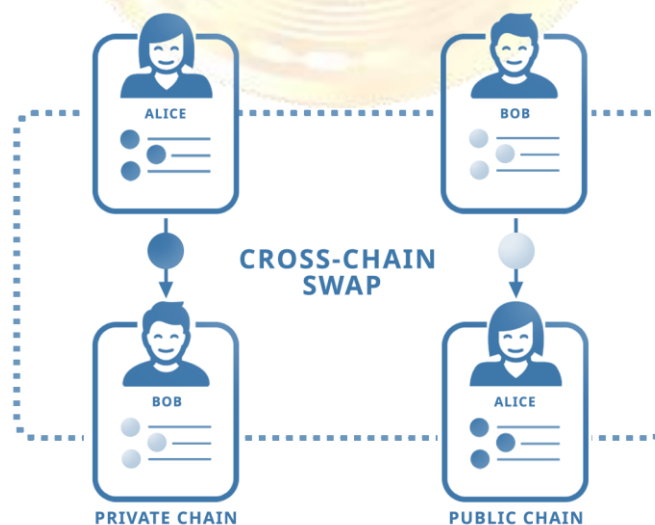 ALICE
BOB
CROSS-CHAIN
SWAP
BOB
ALICE
PRIVATE CHAIN
PUBLIC CHAIN